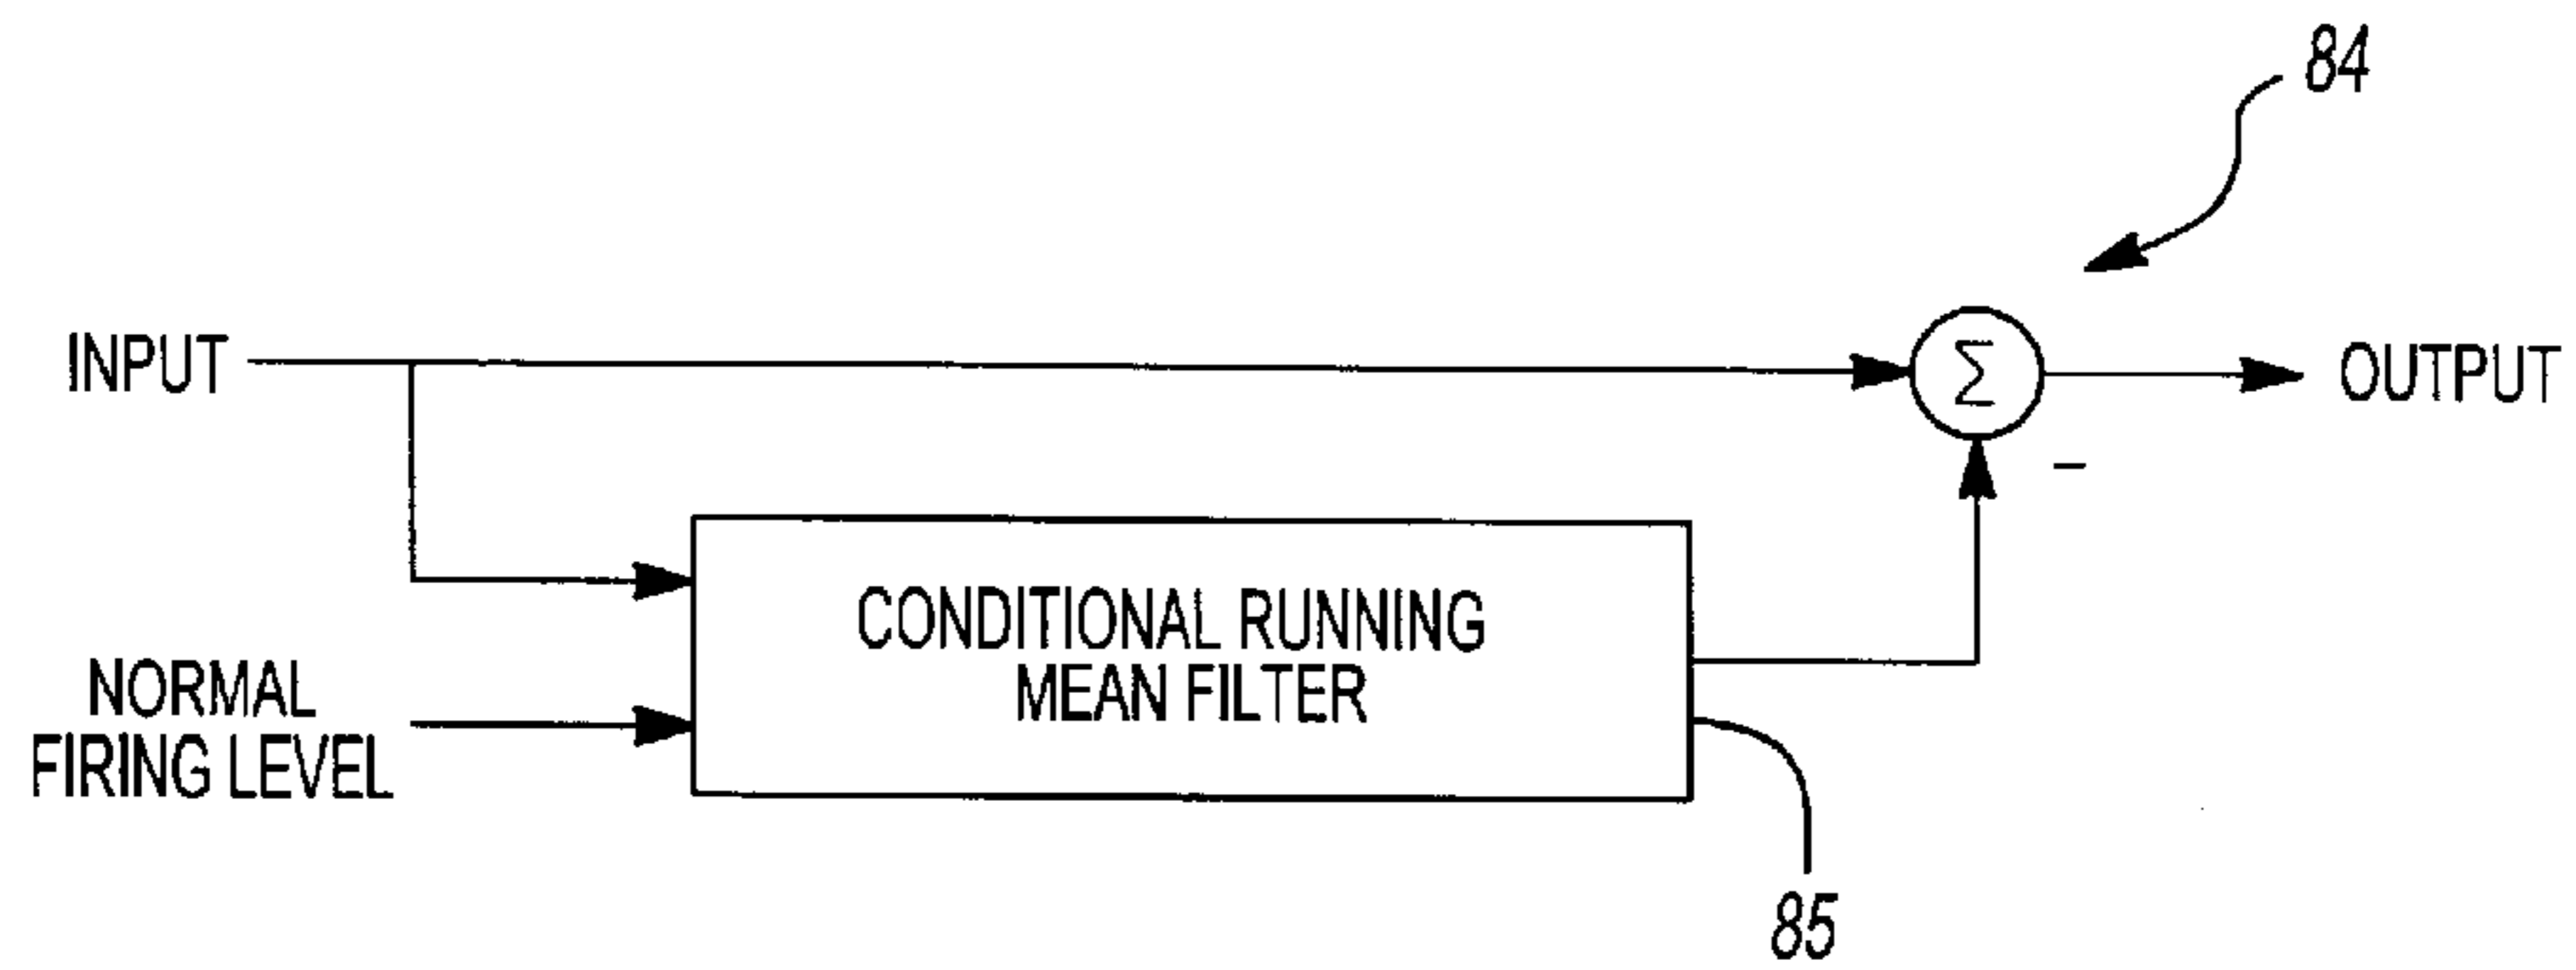 84
INPUT
Σ
OUTPUT
–
CONDITIONAL RUNNING
MEAN FILTER
NORMAL
FIRING LEVEL
85